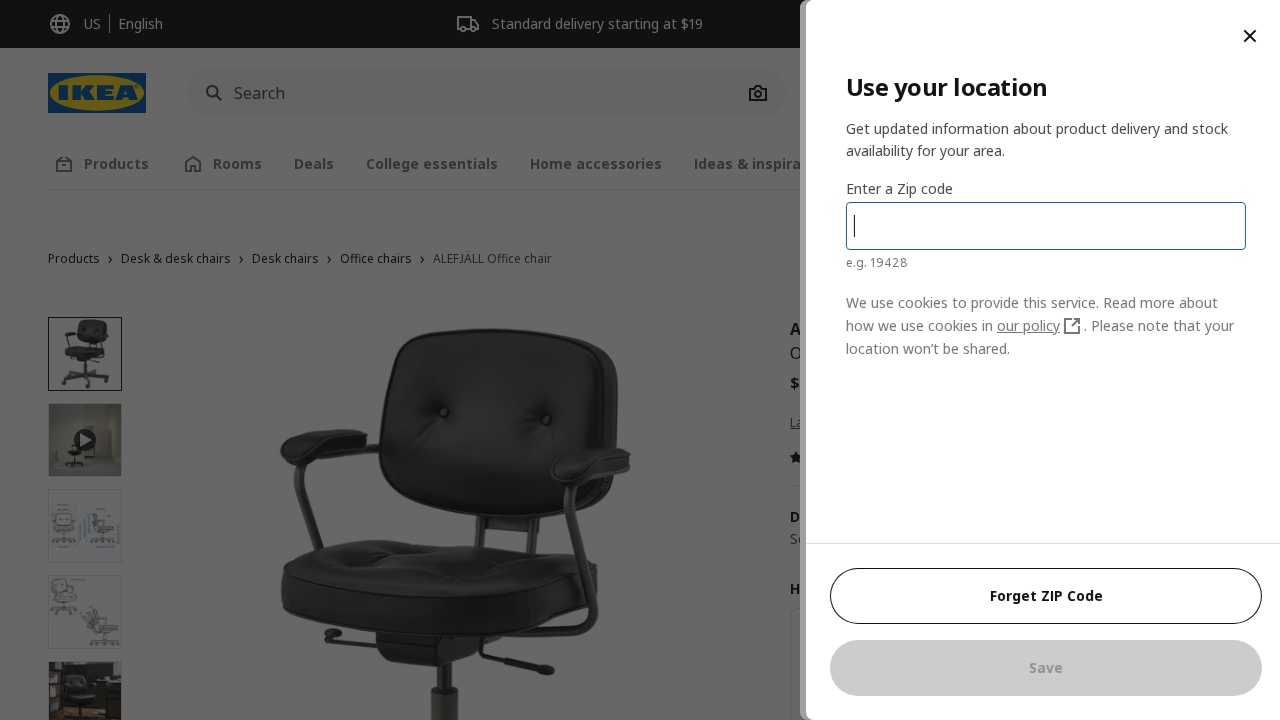 US
English
Standard delivery starting at $19
IKEA
Search
Products
Rooms
Deals
College essentials
Home accessories
Ideas & inspira
Products › Desk & desk chairs › Desk chairs › Office chairs › ALEFJÄLL Office chair
$
Use your location
Get updated information about product delivery and stock
availability for your area.
Enter a Zip code
e.g. 19428
We use cookies to provide this service. Read more about
how we use cookies in our policy . Please note that your
location won’t be shared.
Forget ZIP Code
Save